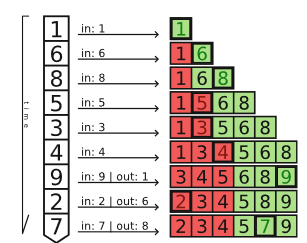 time
1 in: 1 1
6 in: 6 1 6
8 in: 8 1 6 8
5 in: 5 1 5 6 8
3 in: 3 1 3 5 6 8
4 in: 4 1 3 4 5 6 8
9 in: 9 | out: 1 3 4 5 6 8 9
2 in: 2 | out: 6 2 3 4 5 8 9
7 in: 7 | out: 8 2 3 4 5 7 9